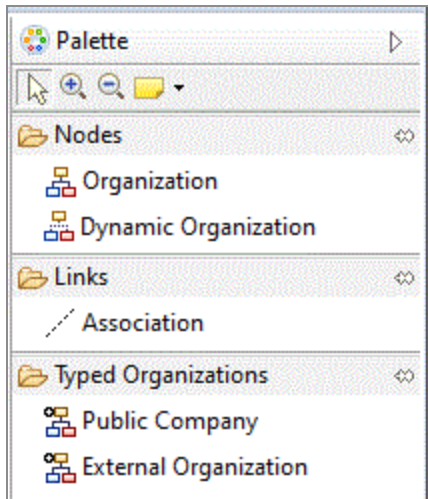 Palette
Nodes
Organization
Dynamic Organization
Links
Association
Typed Organizations
Public Company
External Organization